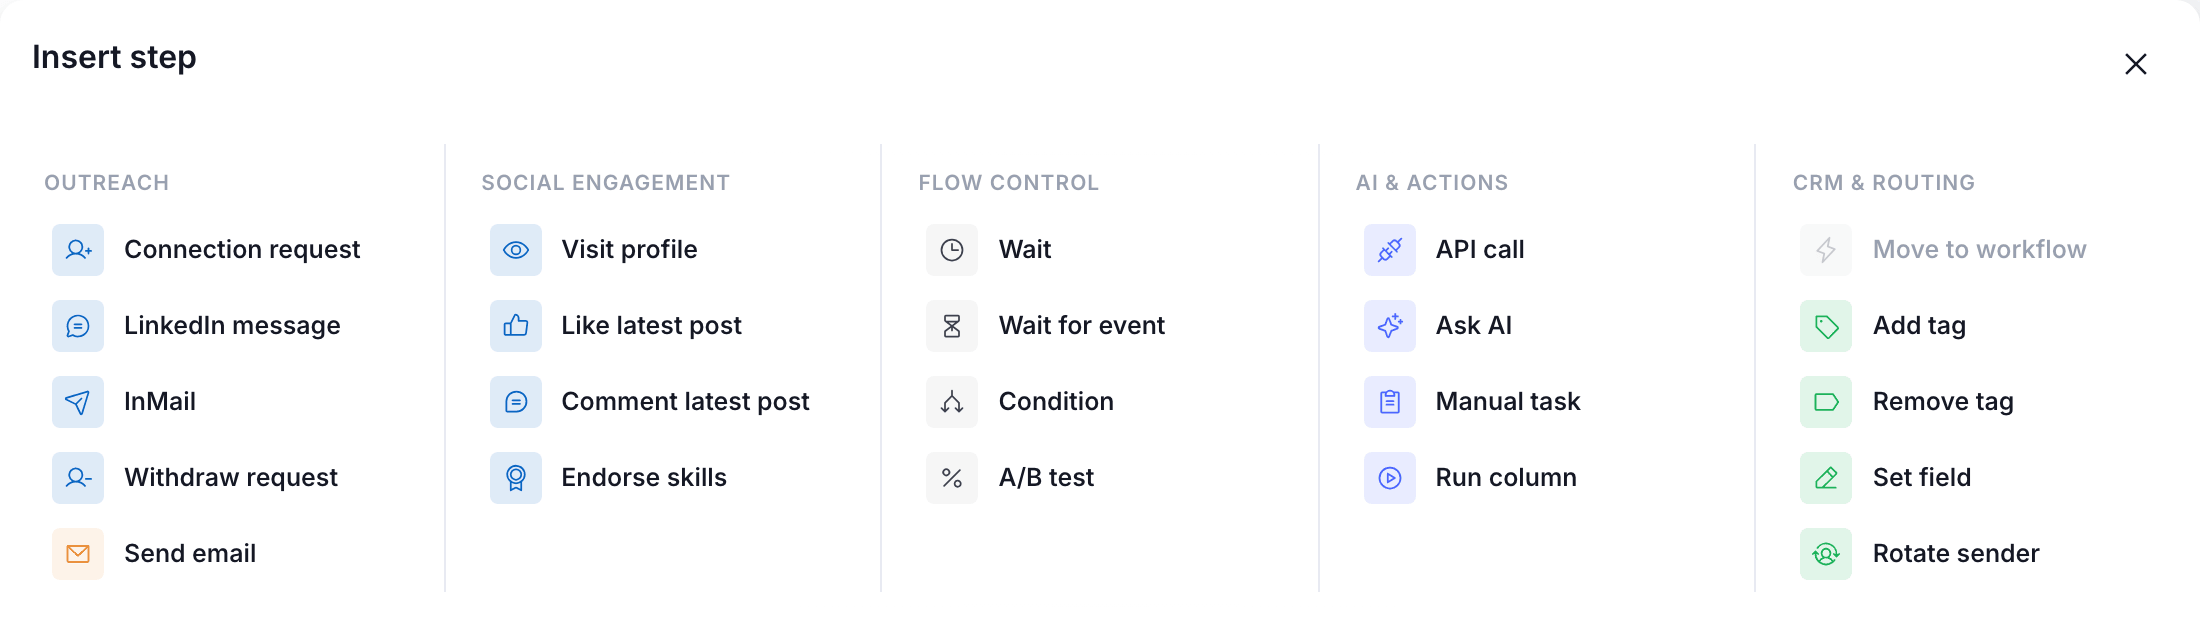 Insert step
OUTREACH
Connection request
LinkedIn message
InMail
Withdraw request
Send email
SOCIAL ENGAGEMENT
Visit profile
Like latest post
Comment latest post
Endorse skills
FLOW CONTROL
Wait
Wait for event
Condition
A/B test
AI & ACTIONS
API call
Ask AI
Manual task
Run column
CRM & ROUTING
Move to workflow
Add tag
Remove tag
Set field
Rotate sender